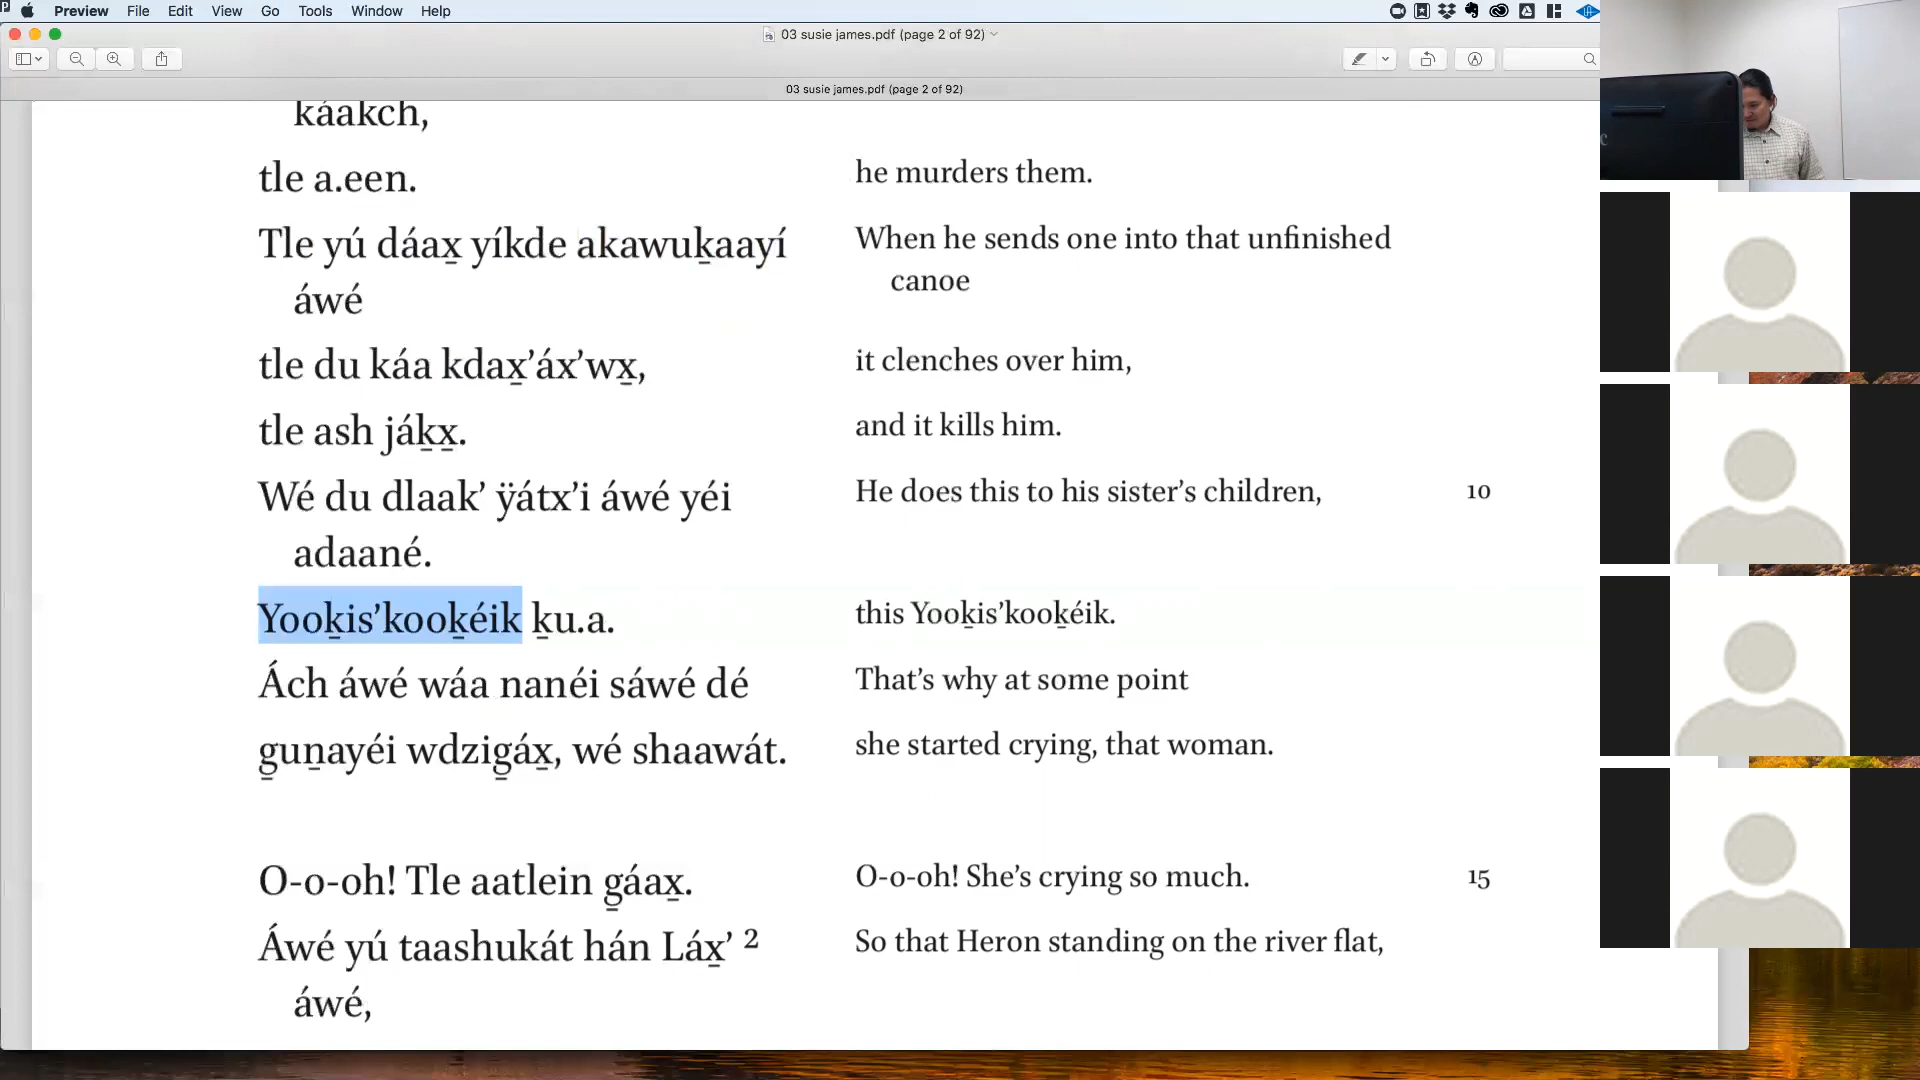 Preview File Edit View Go Tools Window Help
03 susie james.pdf (page 2 of 92)
03 susie james.pdf (page 2 of 92)
káakch,
tle a.een.
he murders them.
Tle yú dáax̱ yíkde akawuḵaayí
áwé
When he sends one into that unfinished
canoe
tle du káa kdax̱’áx’wx̱,
it clenches over him,
tle ash jáḵx̱.
and it kills him.
Wé du dlaak’ ÿátx’i áwé yéi
adaané.
He does this to his sister’s children,
10
Yooḵis’kooḵéik ḵu.a.
this Yooḵis’kooḵéik.
Ách áwé wáa nanéi sáwé dé
That’s why at some point
g̱uṉayéi wdzig̱áx̱, wé shaawát.
she started crying, that woman.
O-o-oh! Tle aatlein g̱áax̱.
O-o-oh! She’s crying so much.
15
Áwé yú taashukát hán Láx̱’ ²
áwé,
So that Heron standing on the river flat,